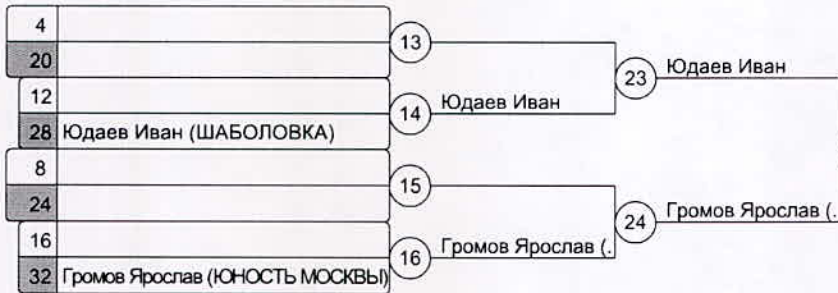 4
13
20
23 Юдаев Иван
12
14 Юдаев Иван
28 Юдаев Иван (ШАБОЛОВКА)
8
15
24
24 Громов Ярослав (.
16
16 Громов Ярослав (.
32 Громов Ярослав (ЮНОСТЬ МОСКВЫ)